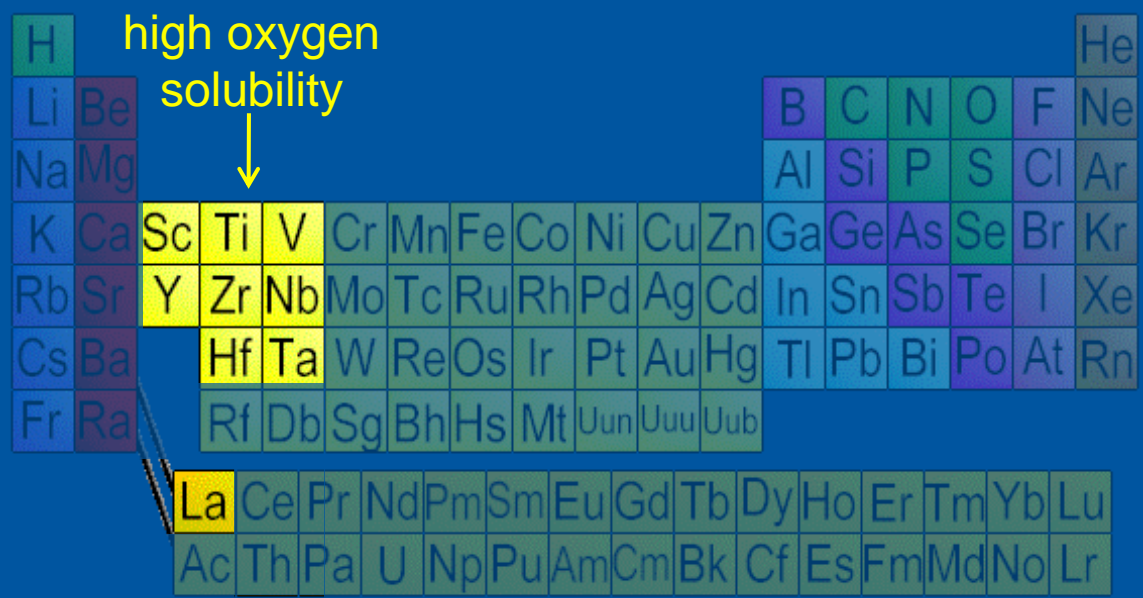 high oxygen
solubility
H He
Li Be B C N O F Ne
Na Mg Al Si P S Cl Ar
K Ca Sc Ti V Cr Mn Fe Co Ni Cu Zn Ga Ge As Se Br Kr
Rb Sr Y Zr Nb Mo Tc Ru Rh Pd Ag Cd In Sn Sb Te I Xe
Cs Ba Hf Ta W Re Os Ir Pt Au Hg Tl Pb Bi Po At Rn
Fr Ra Rf Db Sg Bh Hs Mt Uun Uuu Uub
La Ce Pr Nd Pm Sm Eu Gd Tb Dy Ho Er Tm Yb Lu
Ac Th Pa U Np Pu Am Cm Bk Cf Es Fm Md No Lr